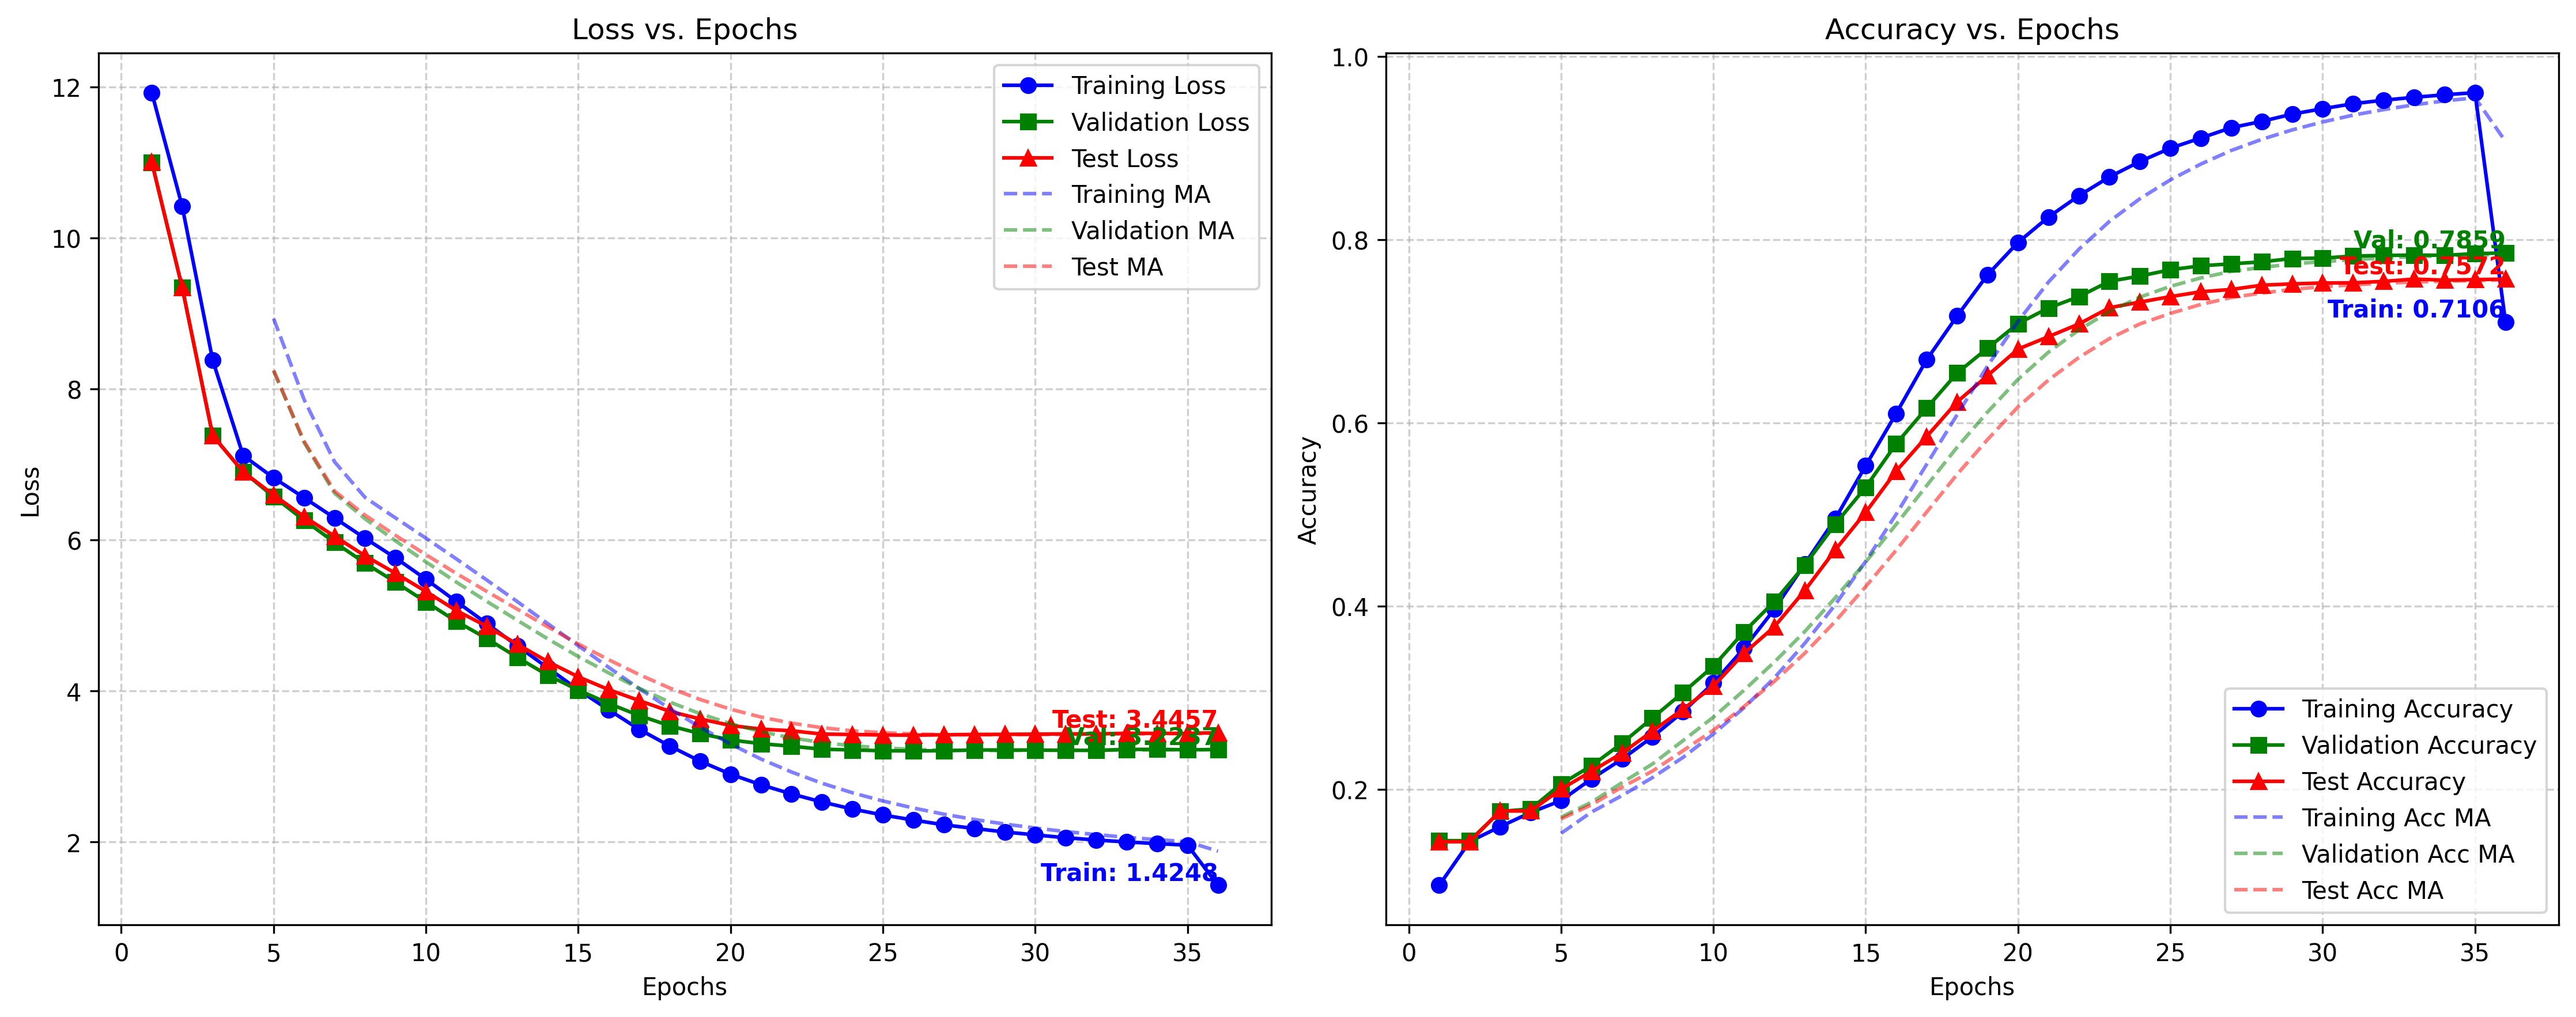 Loss vs. Epochs
12
10
8
6
4
2
Loss
0 5 10 15 20 25 30 35
Epochs
Training Loss
Validation Loss
Test Loss
Training MA
Validation MA
Test MA
Test: 3.4457
Train: 1.4248
Accuracy vs. Epochs
1.0
0.8
0.6
0.4
0.2
Accuracy
0 5 10 15 20 25 30 35
Epochs
Val: 0.7859
Test: 0.7572
Train: 0.7106
Training Accuracy
Validation Accuracy
Test Accuracy
Training Acc MA
Validation Acc MA
Test Acc MA